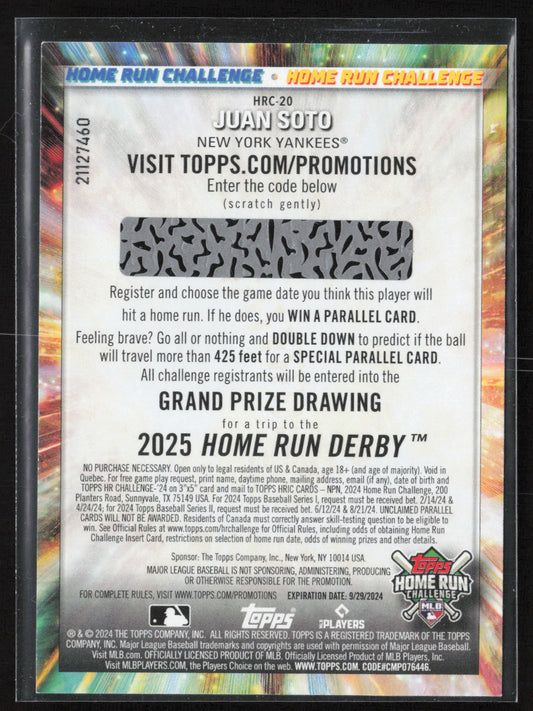 HOME RUN CHALLENGE • HOME RUN CHALLENGE
HRC-20
JUAN SOTO
NEW YORK YANKEES®
21127460
VISIT TOPPS.COM/PROMOTIONS
Enter the code below
(scratch gently)
Register and choose the game date you think this player will
hit a home run. If he does, you WIN A PARALLEL CARD.
Feeling brave? Go all or nothing and DOUBLE DOWN to predict if the ball
will travel more than 425 feet for a SPECIAL PARALLEL CARD.
All challenge registrants will be entered into the
GRAND PRIZE DRAWING
for a trip to the
2025 HOME RUN DERBY™
NO PURCHASE NECESSARY. Open only to legal residents of US & Canada, age 18+ (and age of majority). Void in
Quebec. For free game play request, print name, daytime phone, mailing address, email (if any), date of birth and
TOPPS HR CHALLENGE-'24 on 3"x5" card and mail to TOPPS HRIC CARDS – NPN, 2024 Home Run Challenge, 200
Planters Road, Sunnyvale, TX 75149 USA. For 2024 Topps Baseball Series I, request must be received bet. 2/14/24 &
4/24/24; for 2024 Topps Baseball Series II, request must be received bet. 6/12/24 & 8/21/24. UNCLAIMED PARALLEL
CARDS WILL NOT BE AWARDED. Residents of Canada must correctly answer skill-testing question to be eligible to
win. See Official Rules at www.topps.com/hrchallenge for Official Rules, including odds of obtaining Home Run
Challenge Insert Card, restrictions on selection of home run date, odds of winning prizes and other details.
Sponsor: The Topps Company, Inc., New York, NY 10014 USA
MAJOR LEAGUE BASEBALL IS NOT SPONSORING, ADMINISTERING, PRODUCING
OR OTHERWISE RESPONSIBLE FOR THE PROMOTION.
FOR COMPLETE RULES, VISIT WWW.TOPPS.COM/PROMOTIONS EXPIRATION DATE: 9/29/2024
topps
HOME RUN
CHALLENGE
MLB
topps
MLB PLAYERS
® & © 2024 THE TOPPS COMPANY, INC. ALL RIGHTS RESERVED. TOPPS IS A REGISTERED TRADEMARK OF THE TOPPS
COMPANY, INC. Major League Baseball trademarks and copyrights are used with permission of Major League Baseball.
Visit MLB.com. OFFICIALLY LICENSED PRODUCT OF MLB Players, Inc.
Visit MLBPLAYERS.com, the Players Choice on the web. WWW.TOPPS.COM. CODE#CMP076446.